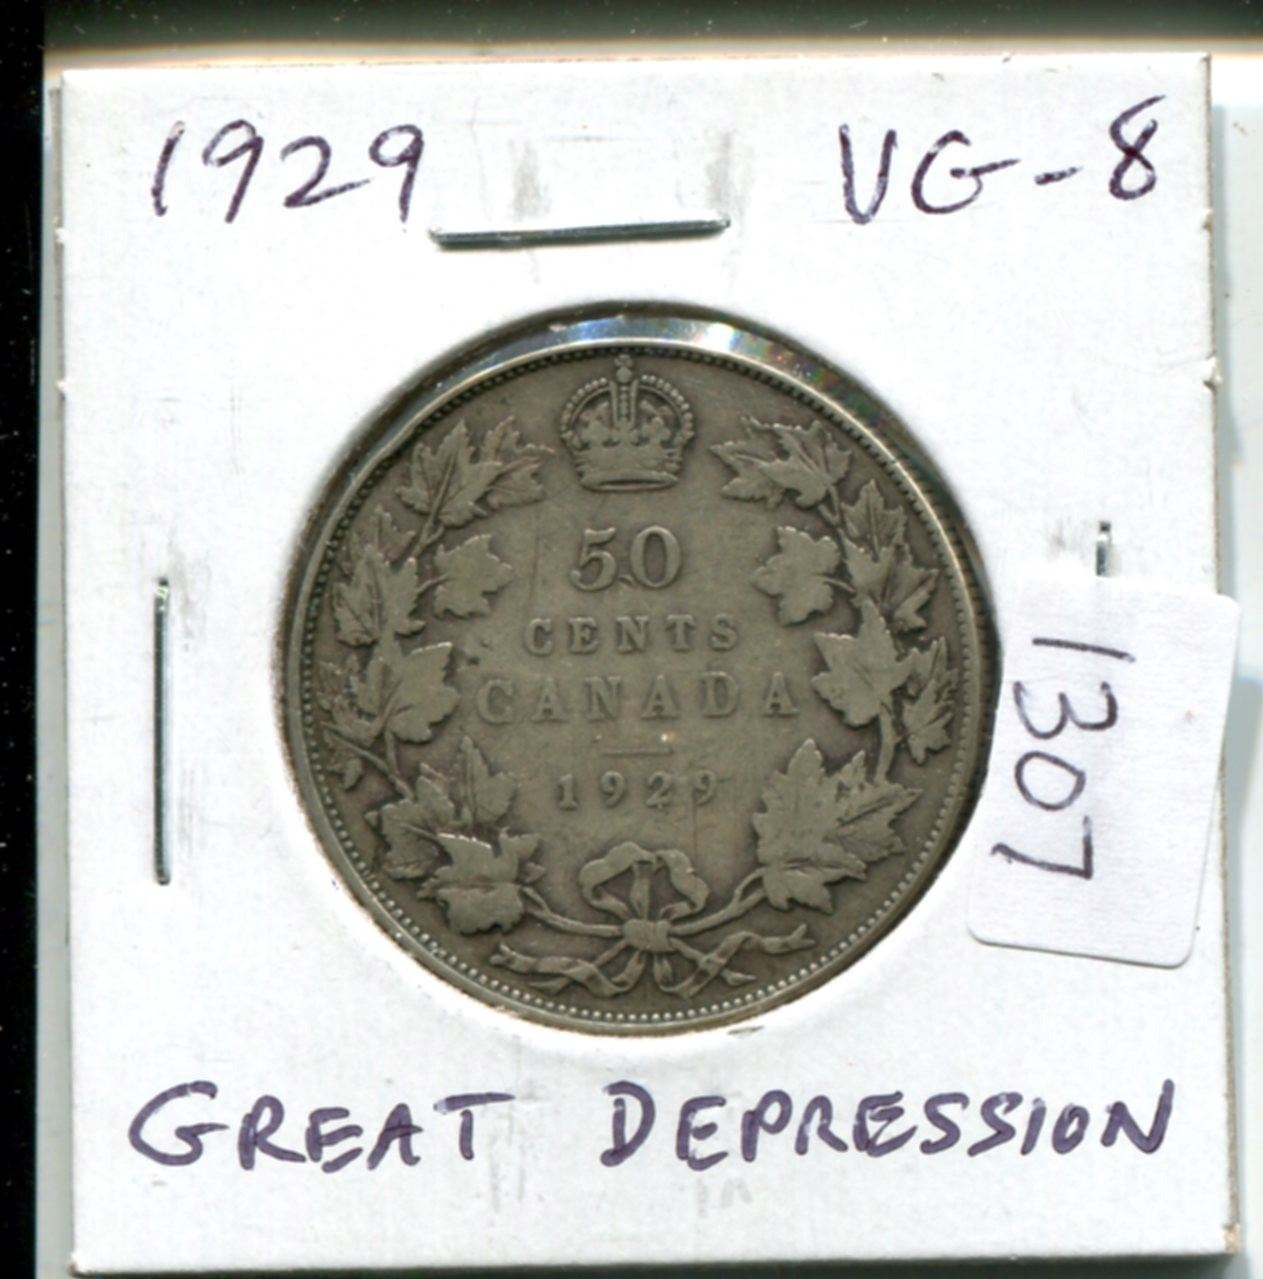 1929 VG-8
50
CENTS
CANADA
1929
1307
GREAT DEPRESSION